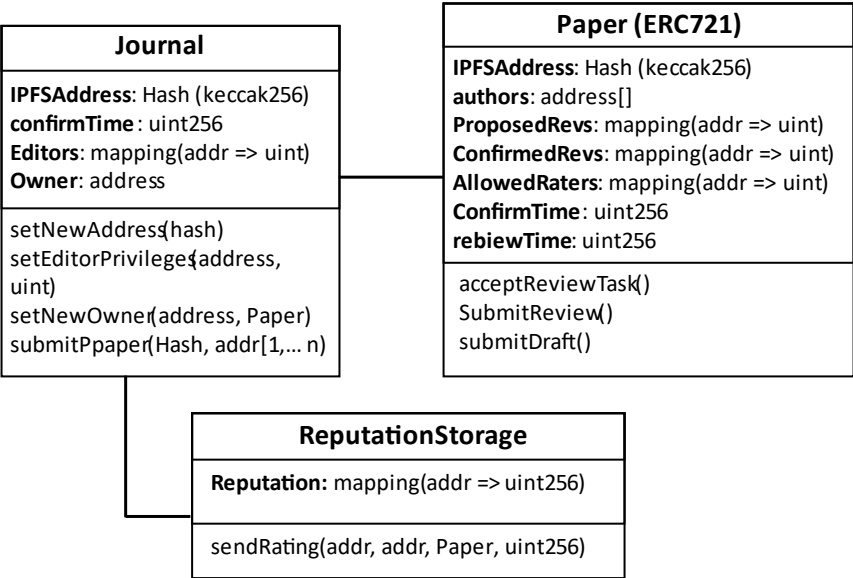 Journal
IPFSAddress: Hash (keccak256)
confirmTime: uint256
Editors: mapping(addr => uint)
Owner: address
setNewAddress(hash)
setEditorPrivileges(address,
uint)
setNewOwner(address, Paper)
submitPpaper(Hash, addr[1,... n)
Paper (ERC721)
IPFSAddress: Hash (keccak256)
authors: address[]
ProposedRevs: mapping(addr => uint)
ConfirmedRevs: mapping(addr => uint)
AllowedRaters: mapping(addr => uint)
ConfirmTime: uint256
rebiewTime: uint256
acceptReviewTask()
SubmitReview()
submitDraft()
ReputationStorage
Reputation: mapping(addr => uint256)
sendRating(addr, addr, Paper, uint256)